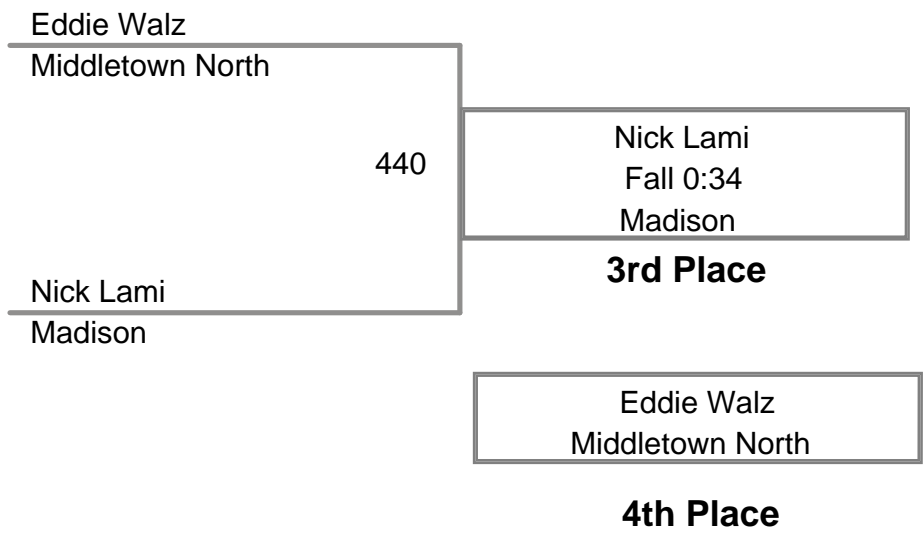 Eddie Walz
Middletown North
440
Nick Lami
Fall 0:34
Madison
3rd Place
Nick Lami
Madison
Eddie Walz
Middletown North
4th Place